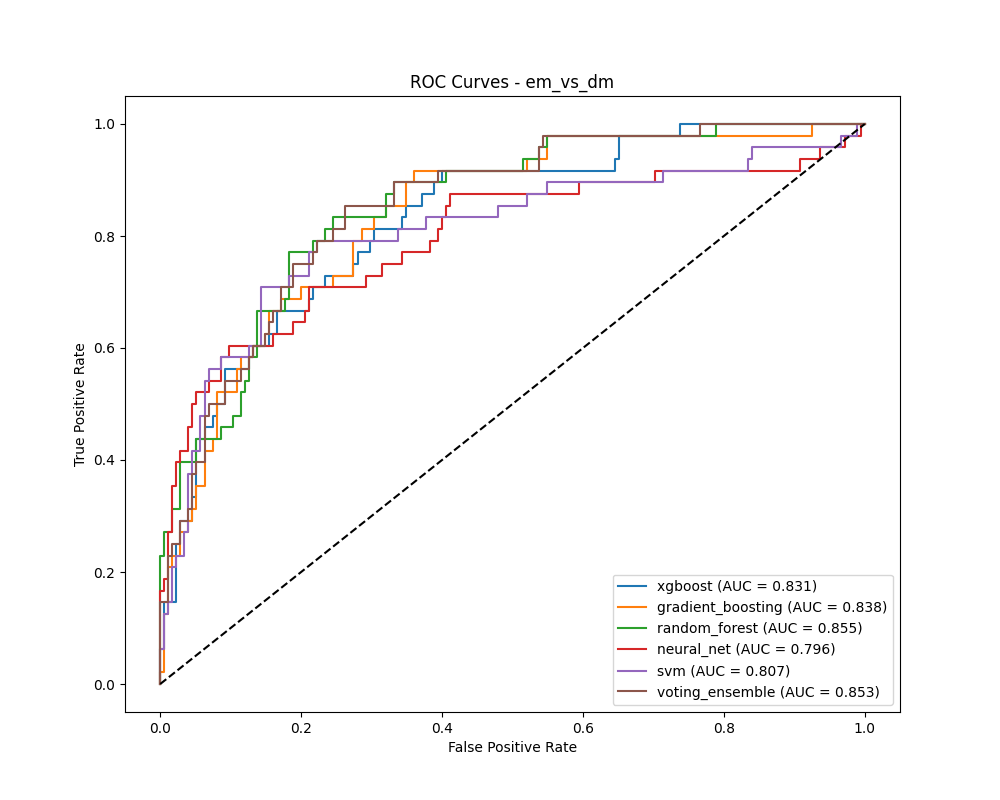 ROC Curves - em_vs_dm
True Positive Rate
1.0
0.8
0.6
0.4
0.2
0.0
xgboost (AUC = 0.831)
gradient_boosting (AUC = 0.838)
random_forest (AUC = 0.855)
neural_net (AUC = 0.796)
svm (AUC = 0.807)
voting_ensemble (AUC = 0.853)
0.0 0.2 0.4 0.6 0.8 1.0
False Positive Rate